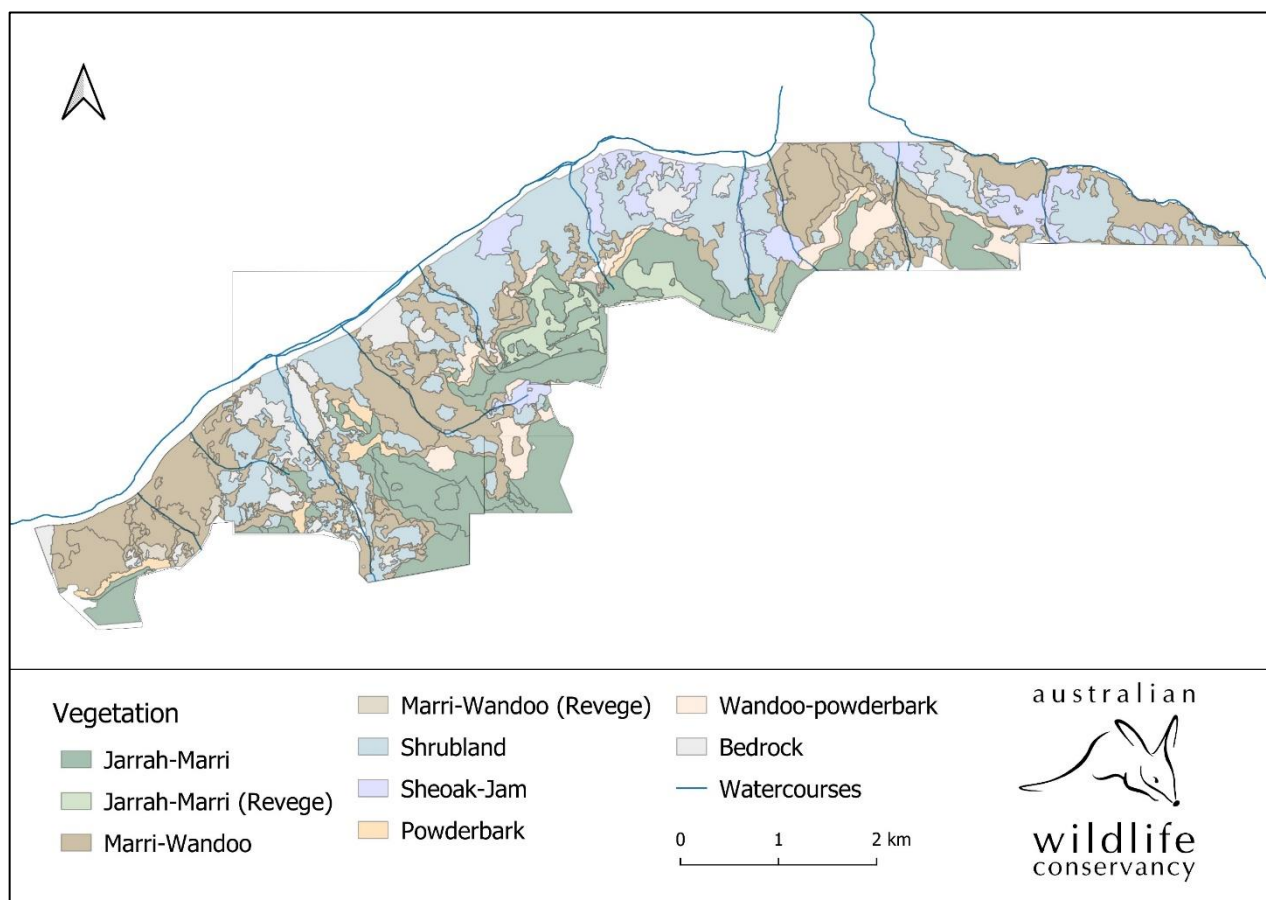 Vegetation
Jarrah-Marri
Jarrah-Marri (Revege)
Marri-Wandoo
Marri-Wandoo (Revege)
Shrubland
Sheoak-Jam
Powderbark
Wandoo-powderbark
Bedrock
Watercourses
0 1 2 km
australian
wildlife
conservancy